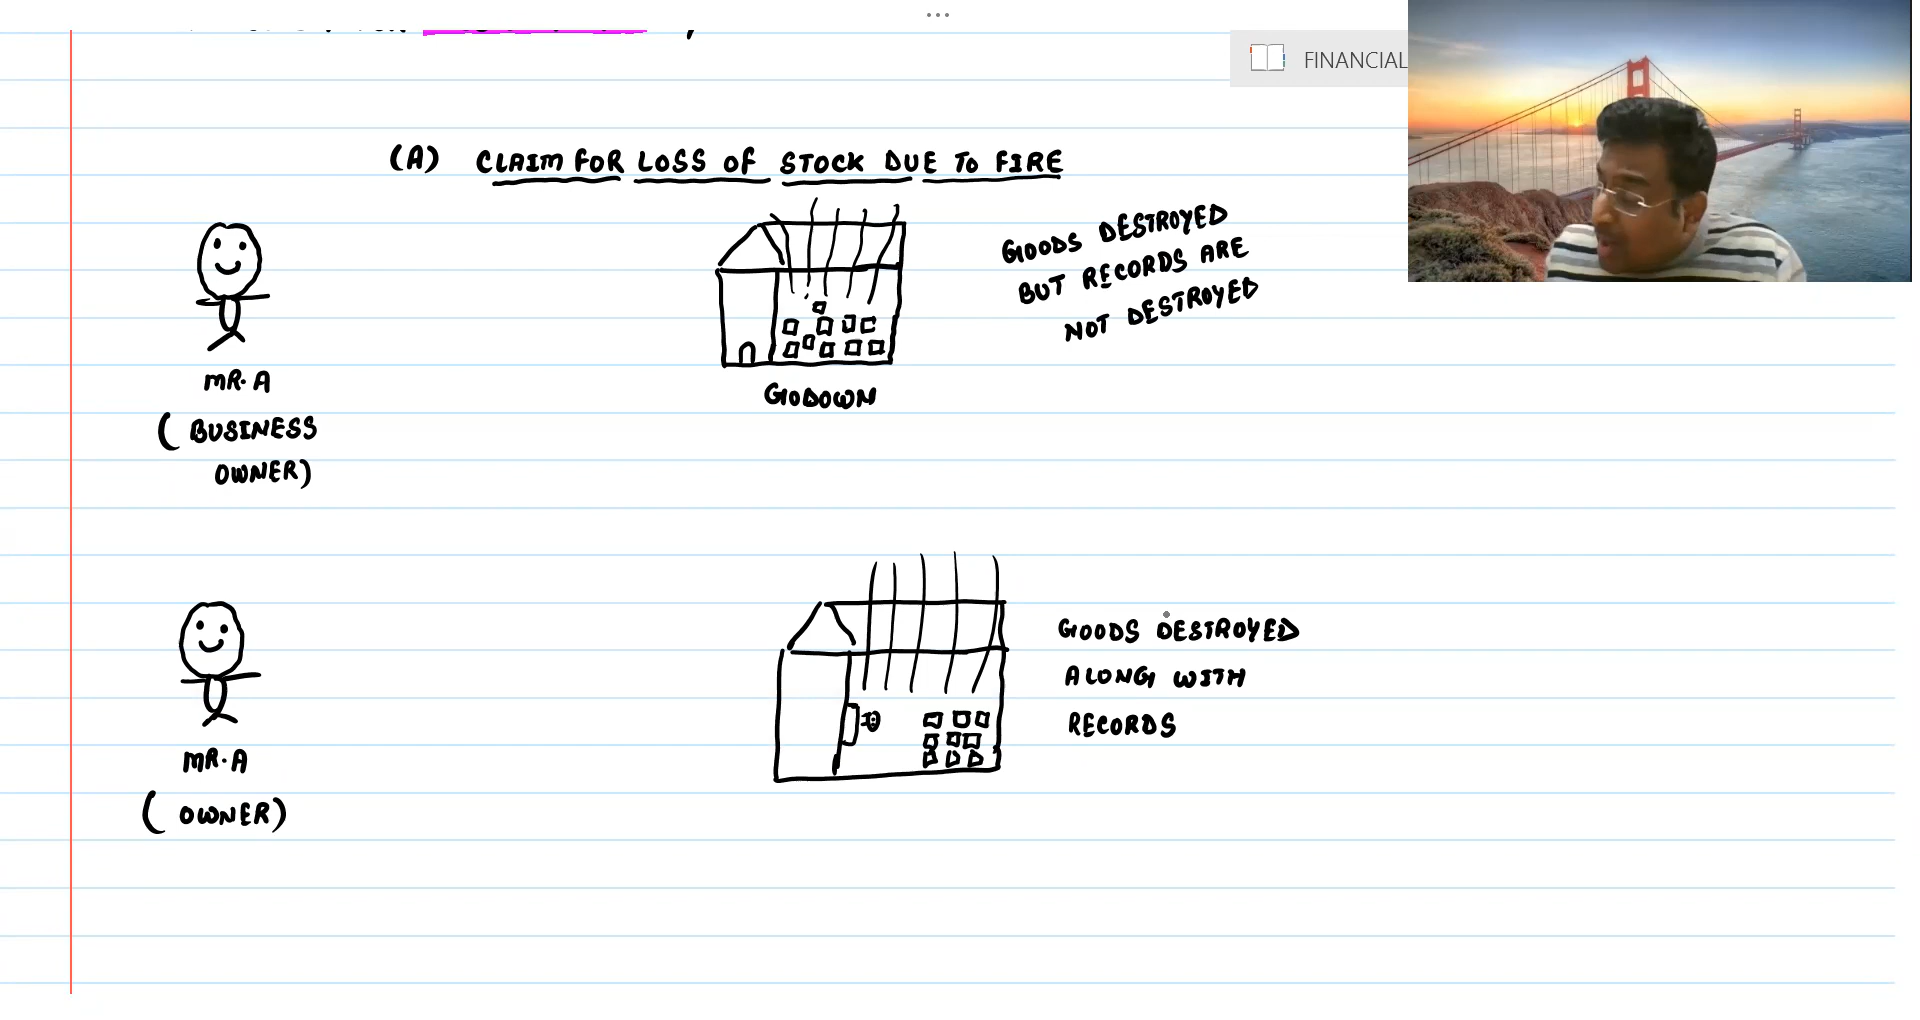 FINANCIAL
(A) CLAIM FOR LOSS OF STOCK DUE TO FIRE
GOODS DESTROYED
BUT RECORDS ARE
NOT DESTROYED
MR. A
(BUSINESS
OWNER)
GODOWN
GOODS DESTROYED
ALONG WITH
RECORDS
MR. A
(OWNER)